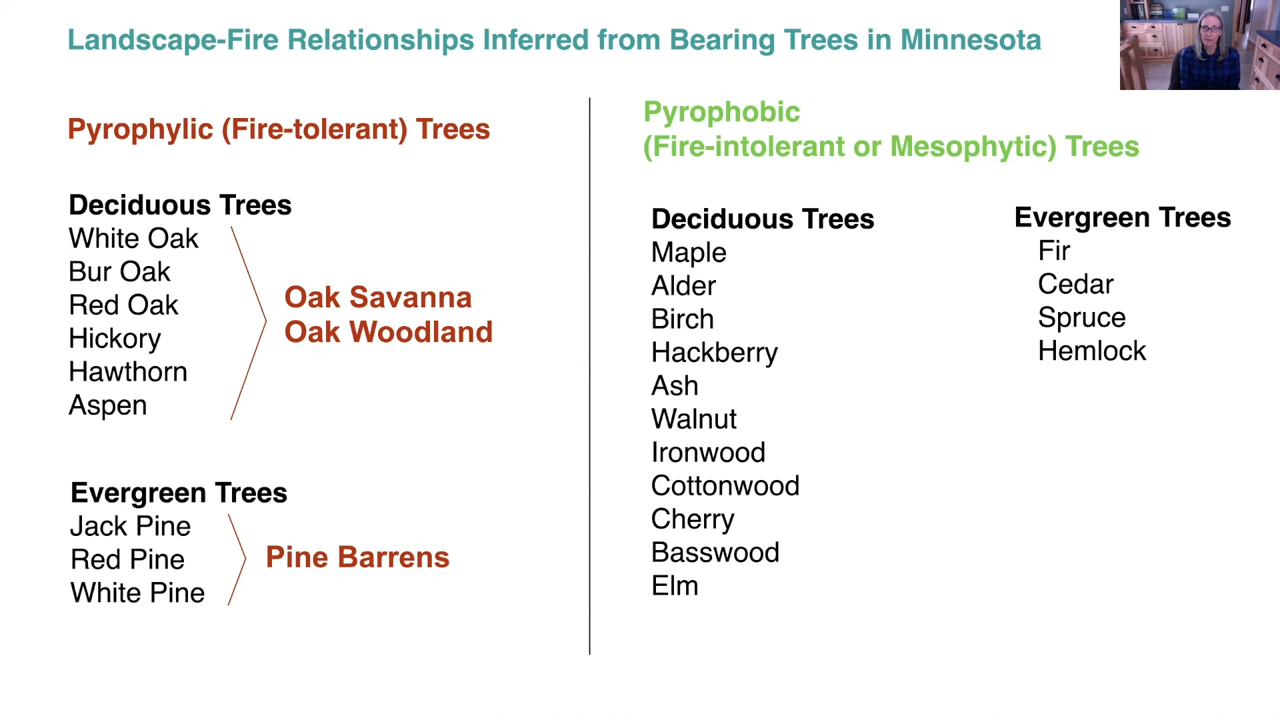 Landscape-Fire Relationships Inferred from Bearing Trees in Minnesota
Pyrophylic (Fire-tolerant) Trees
Deciduous Trees
White Oak
Bur Oak
Red Oak
Hickory
Hawthorn
Aspen
Oak Savanna
Oak Woodland
Evergreen Trees
Jack Pine
Red Pine
White Pine
Pine Barrens
Pyrophobic
(Fire-intolerant or Mesophytic) Trees
Deciduous Trees
Maple
Alder
Birch
Hackberry
Ash
Walnut
Ironwood
Cottonwood
Cherry
Basswood
Elm
Evergreen Trees
Fir
Cedar
Spruce
Hemlock